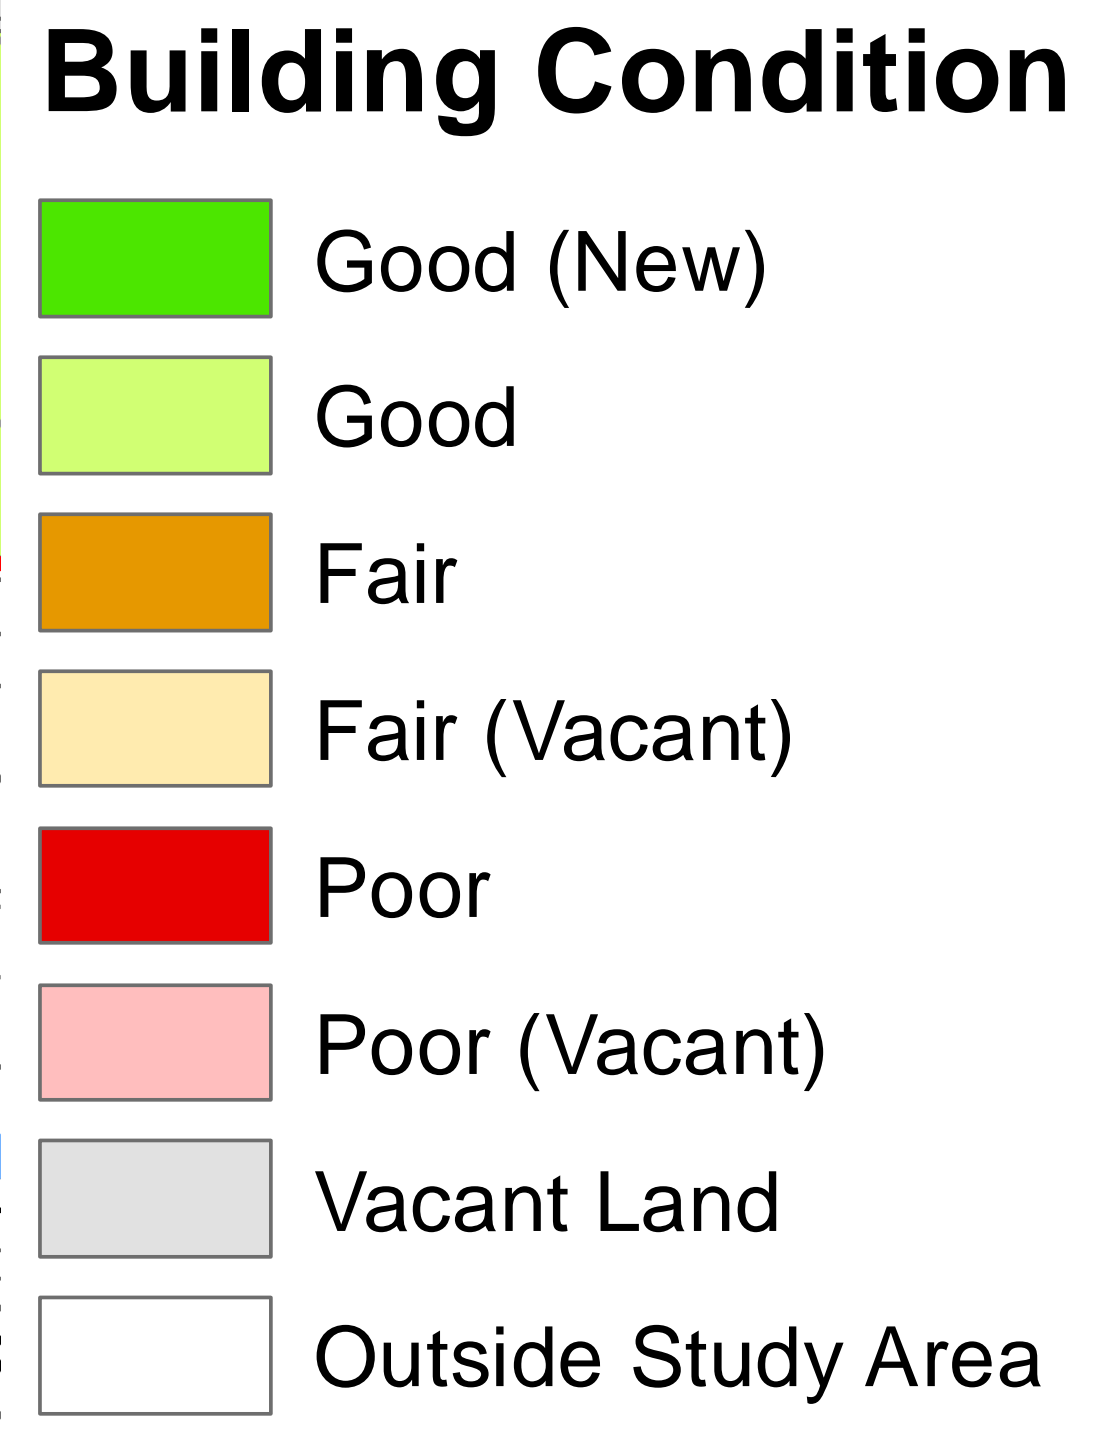 Building Condition
Good (New)
Good
Fair
Fair (Vacant)
Poor
Poor (Vacant)
Vacant Land
Outside Study Area